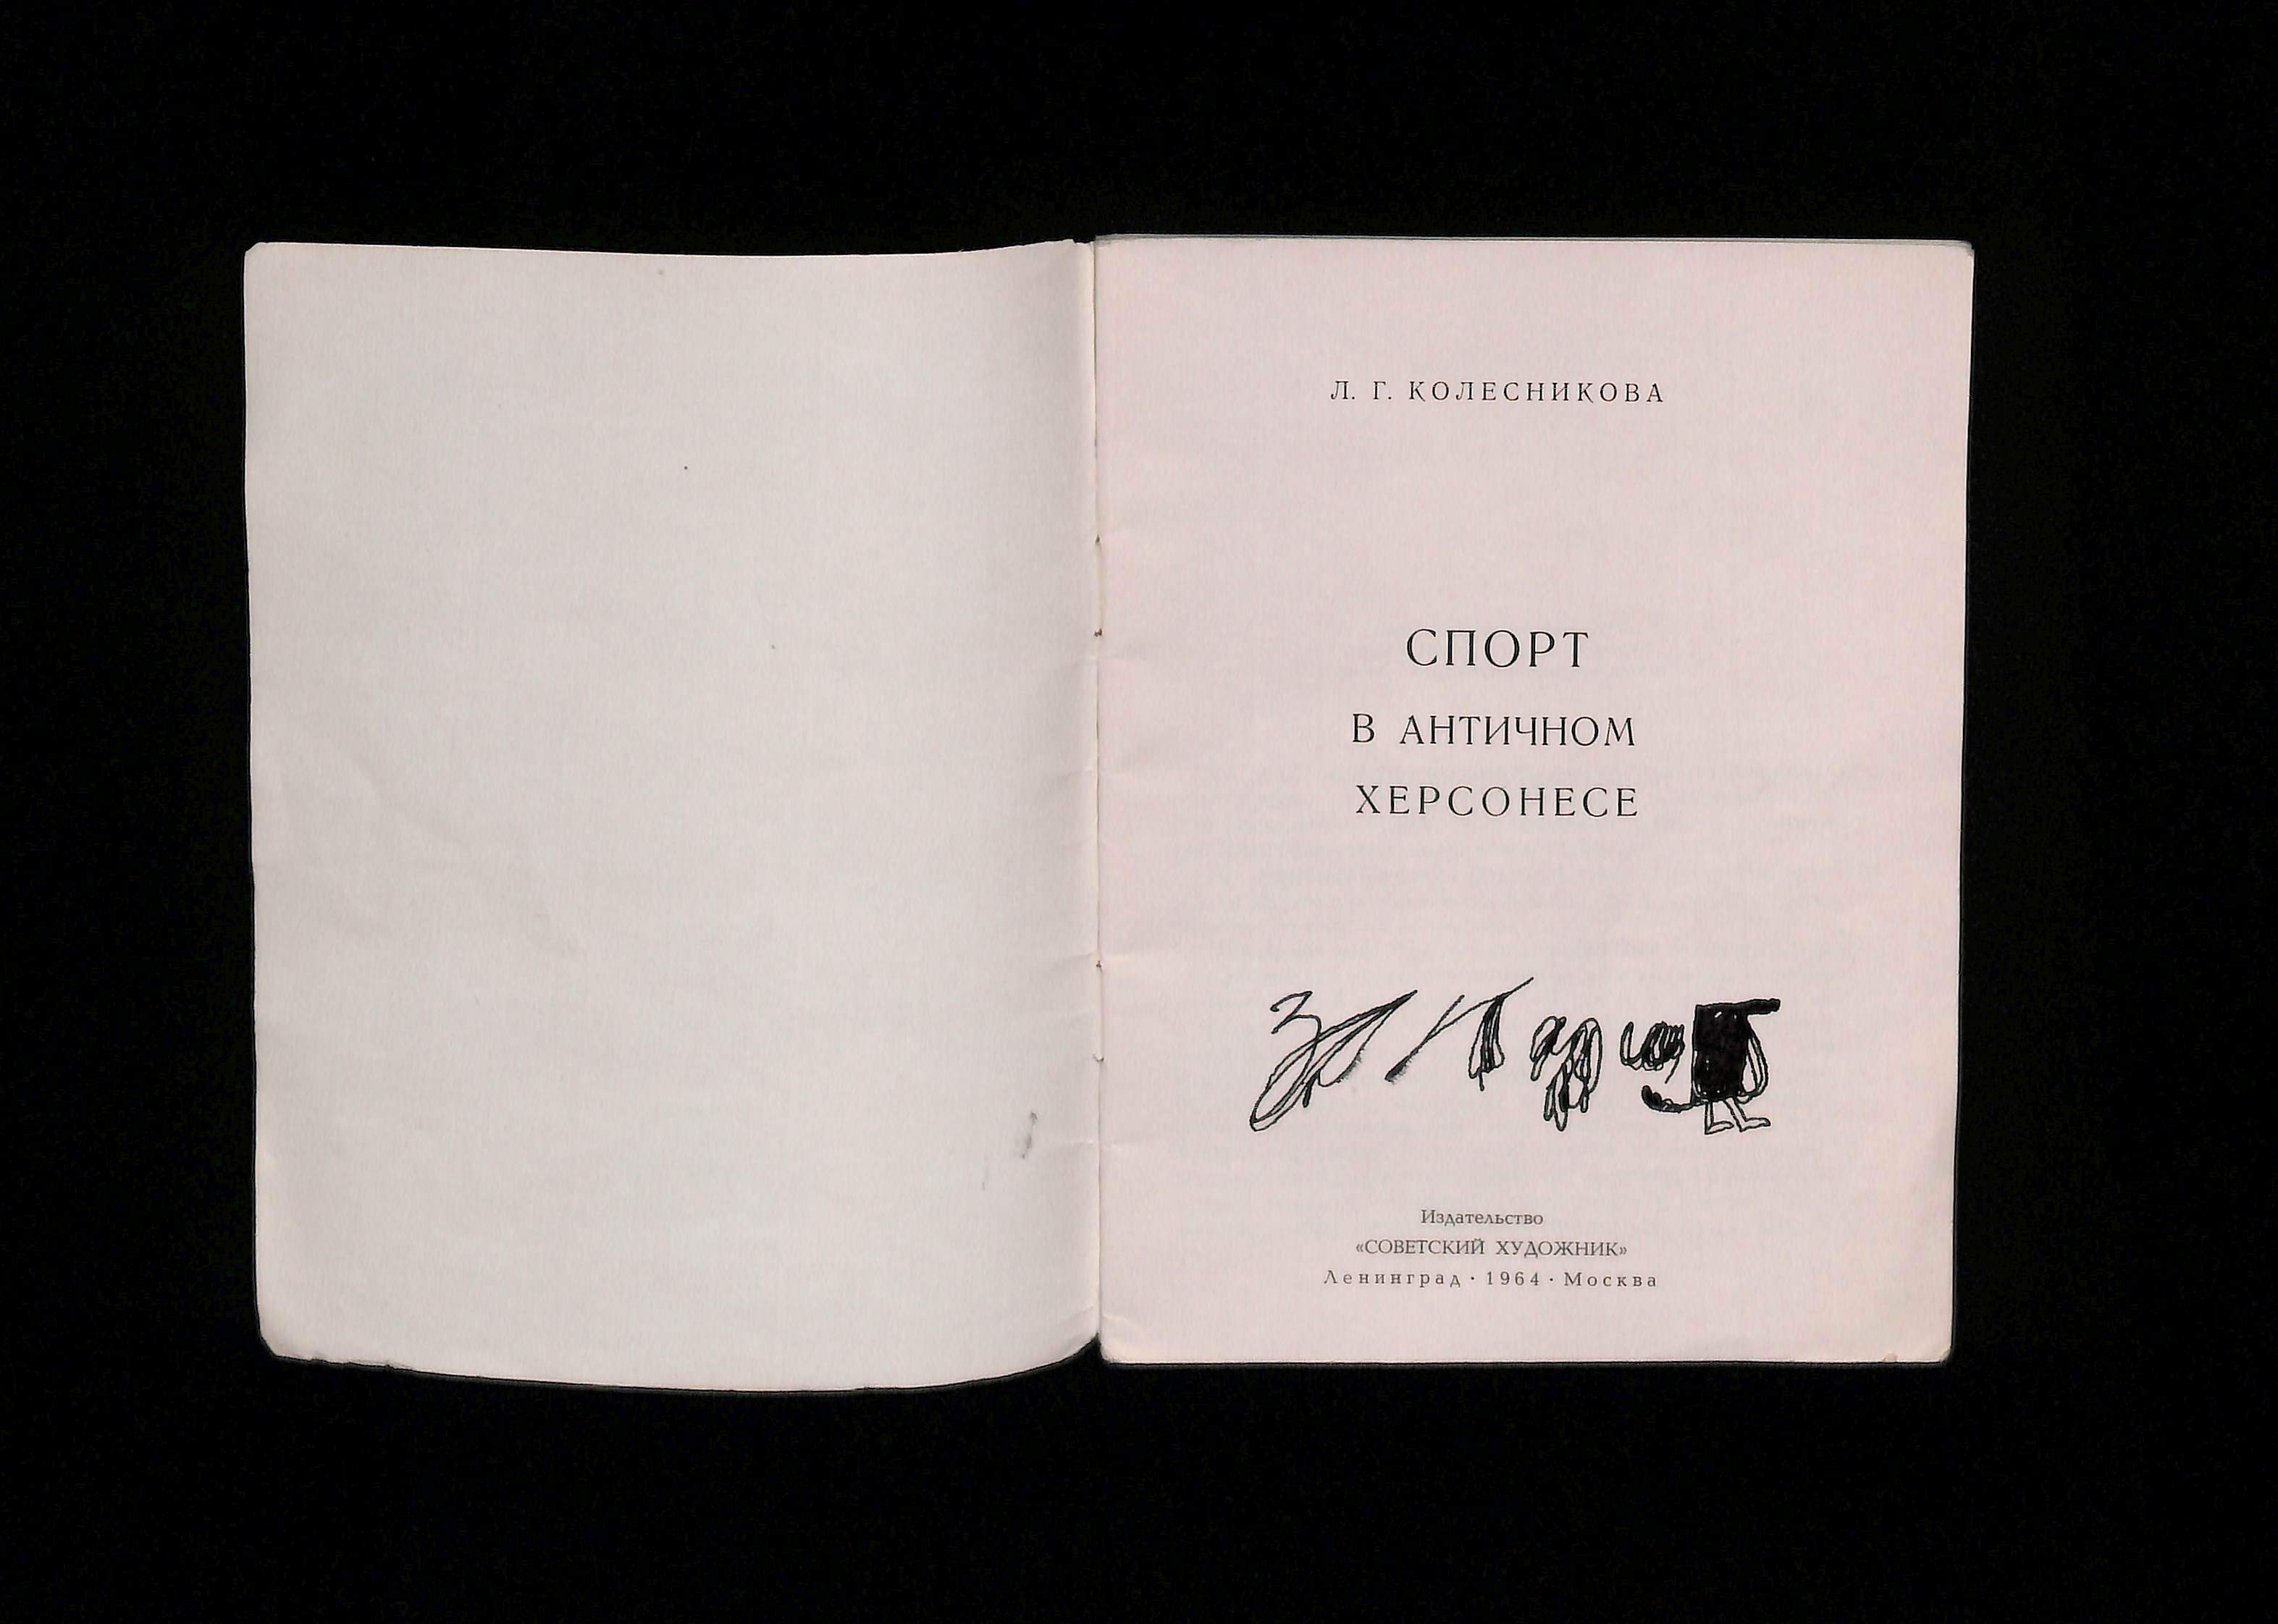 Л. Г. КОЛЕСНИКОВА
СПОРТ
В АНТИЧНОМ
ХЕРСОНЕСЕ
Издательство
«СОВЕТСКИЙ ХУДОЖНИК»
Ленинград · 1964 · Москва